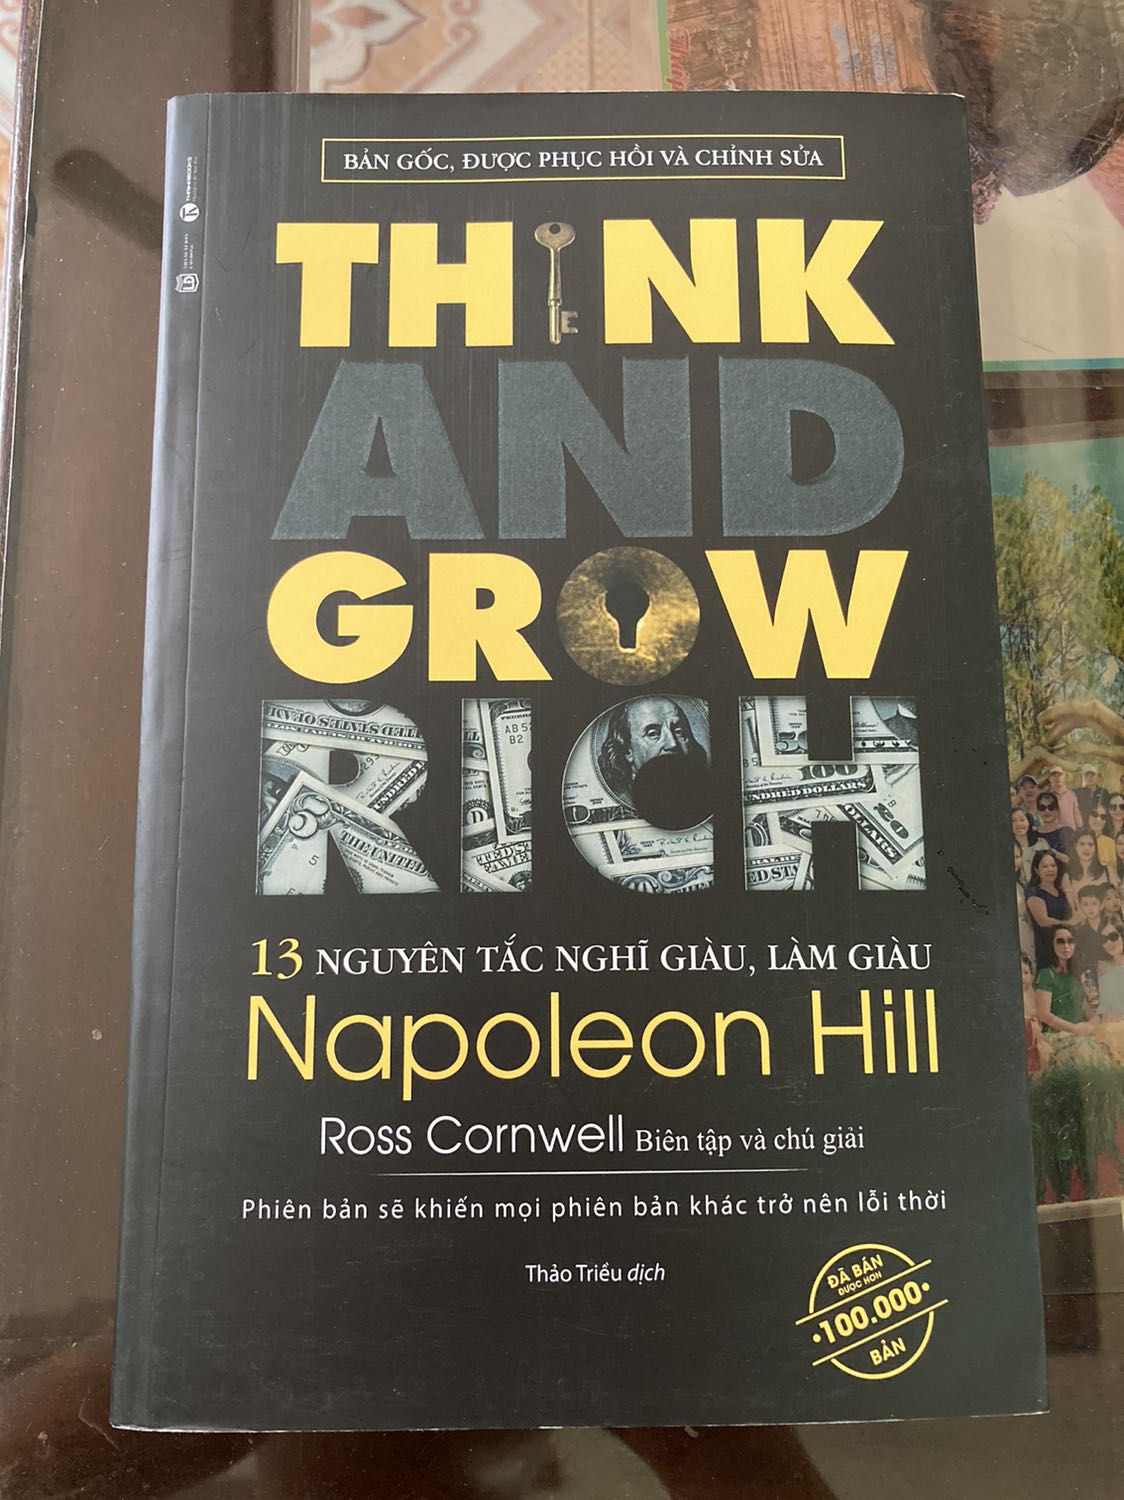 BẢN GỐC, ĐƯỢC PHỤC HỒI VÀ CHỈNH SỬA
THINK
AND
GROW
RICH
13 NGUYÊN TẮC NGHĨ GIÀU, LÀM GIÀU
Napoleon Hill
Ross Cornwell Biên tập và chú giải
Phiên bản sẽ khiến mọi phiên bản khác trở nên lỗi thời
Thảo Triều dịch
ĐÃ BÁN
ĐƯỢC HƠN
100.000
BẢN
THAIHABOOKS